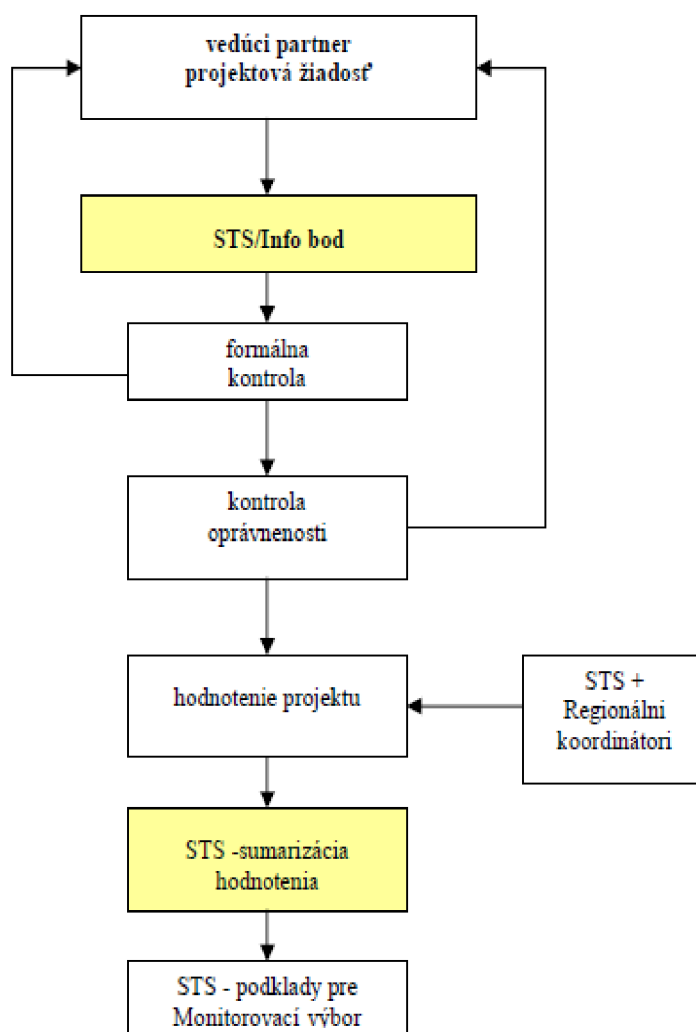 vedúci partner
projektová žiadosť
STS/Info bod
formálna
kontrola
kontrola
oprávnenosti
hodnotenie projektu
STS +
Regionálni
koordinátori
STS -sumarizácia
hodnotenia
STS - podklady pre
Monitorovací výbor